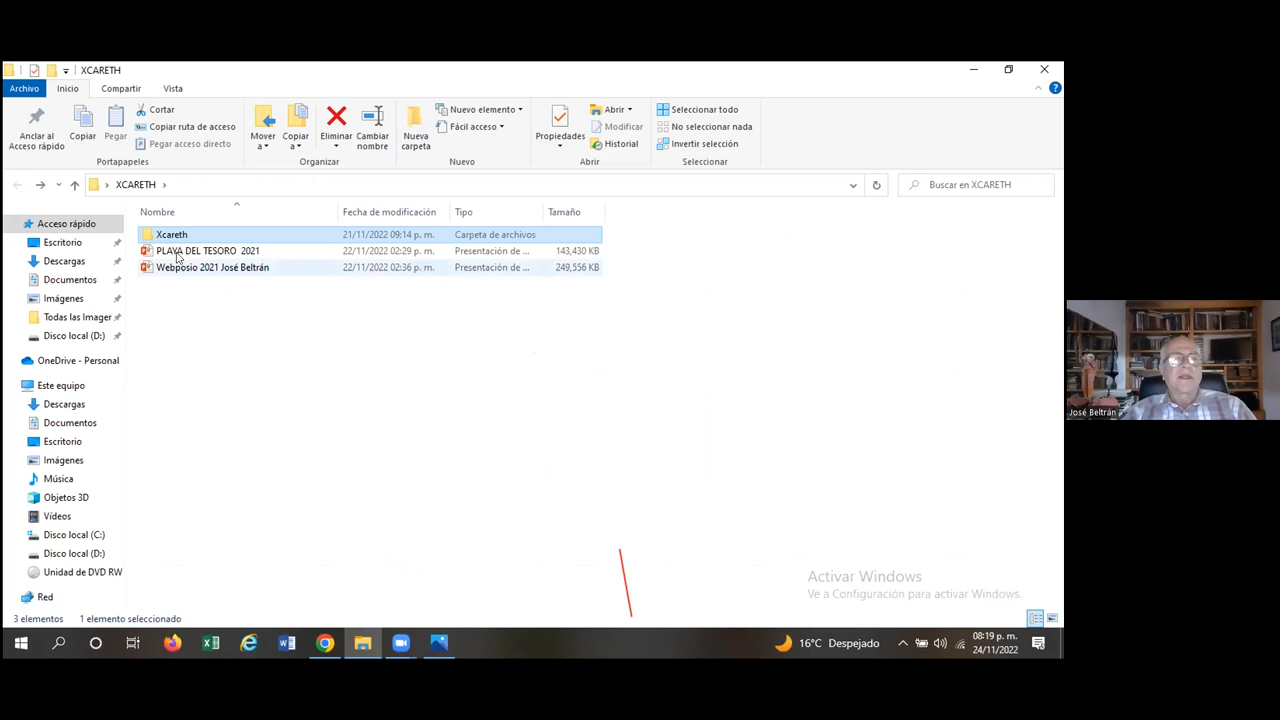 XCARETH
Archivo Inicio Compartir Vista
Anclar al Acceso rápido
Copiar
Pegar
Cortar
Copiar ruta de acceso
Pegar acceso directo
Portapapeles
Mover a
Copiar a
Eliminar
Cambiar nombre
Organizar
Nueva carpeta
Nuevo elemento
Fácil acceso
Nuevo
Propiedades
Abrir
Modificar
Historial
Abrir
Seleccionar todo
No seleccionar nada
Invertir selección
Seleccionar
XCARETH
Buscar en XCARETH
Acceso rápido
Escritorio
Descargas
Documentos
Imágenes
Todas las Imager
Disco local (D:)
OneDrive - Personal
Este equipo
Descargas
Documentos
Escritorio
Imágenes
Música
Objetos 3D
Vídeos
Disco local (C:)
Disco local (D:)
Unidad de DVD RW
Red
Nombre Fecha de modificación Tipo Tamaño
Xcareth 21/11/2022 09:14 p. m. Carpeta de archivos
PLAYA DEL TESORO 2021 22/11/2022 02:29 p. m. Presentación de ... 143,430 KB
Webposio 2021 José Beltrán 22/11/2022 02:36 p. m. Presentación de ... 249,556 KB
José Beltrán
Activar Windows
Ve a Configuración para activar Windows.
3 elementos 1 elemento seleccionado
16°C Despejado
08:19 p. m.
24/11/2022